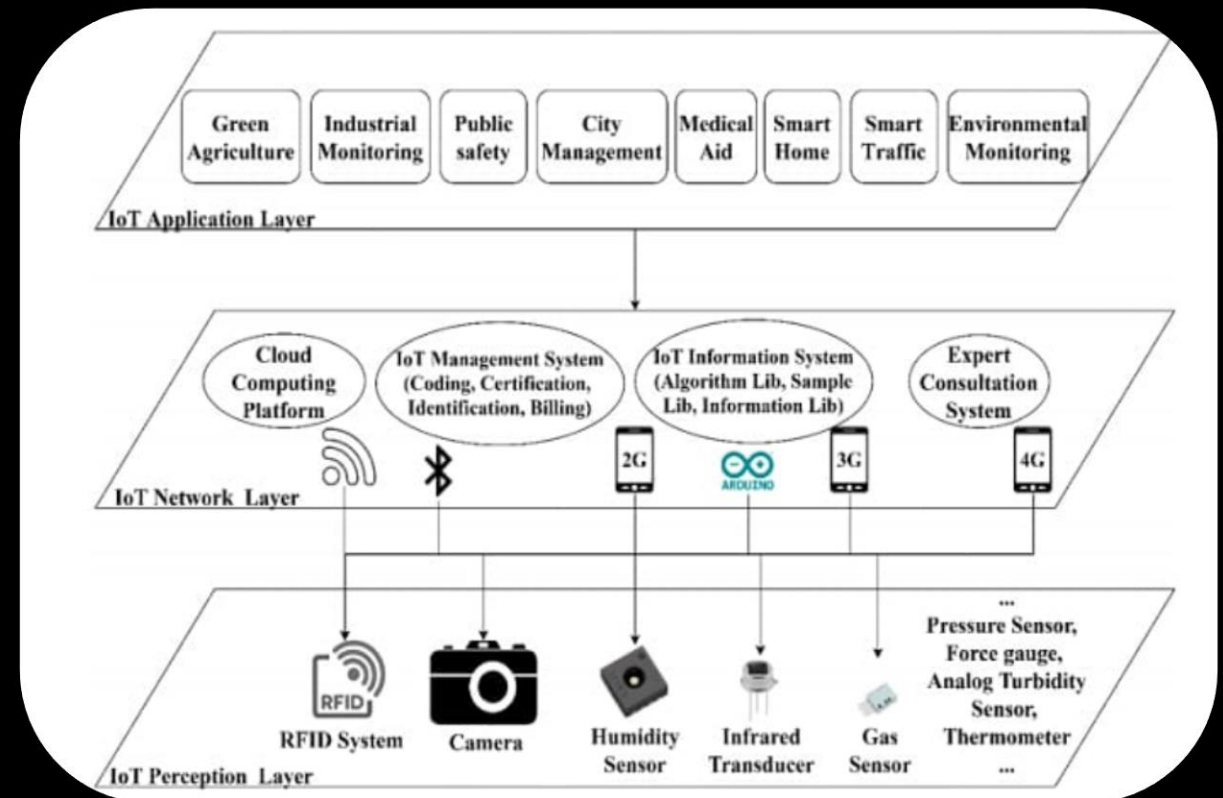 Green
Agriculture
Industrial
Monitoring
Public
safety
City
Management
Medical
Aid
Smart
Home
Smart
Traffic
Environmental
Monitoring
IoT Application Layer
Cloud
Computing
Platform
IoT Management System
(Coding, Certification,
Identification, Billing)
IoT Information System
(Algorithm Lib, Sample
Lib, Information Lib)
Expert
Consultation
System
2G
ARDUINO
3G
4G
IoT Network Layer
RFID
RFID System
Camera
Humidity
Sensor
Infrared
Transducer
Gas
Sensor
...
Pressure Sensor,
Force gauge,
Analog Turbidity
Sensor,
Thermometer
...
IoT Perception Layer